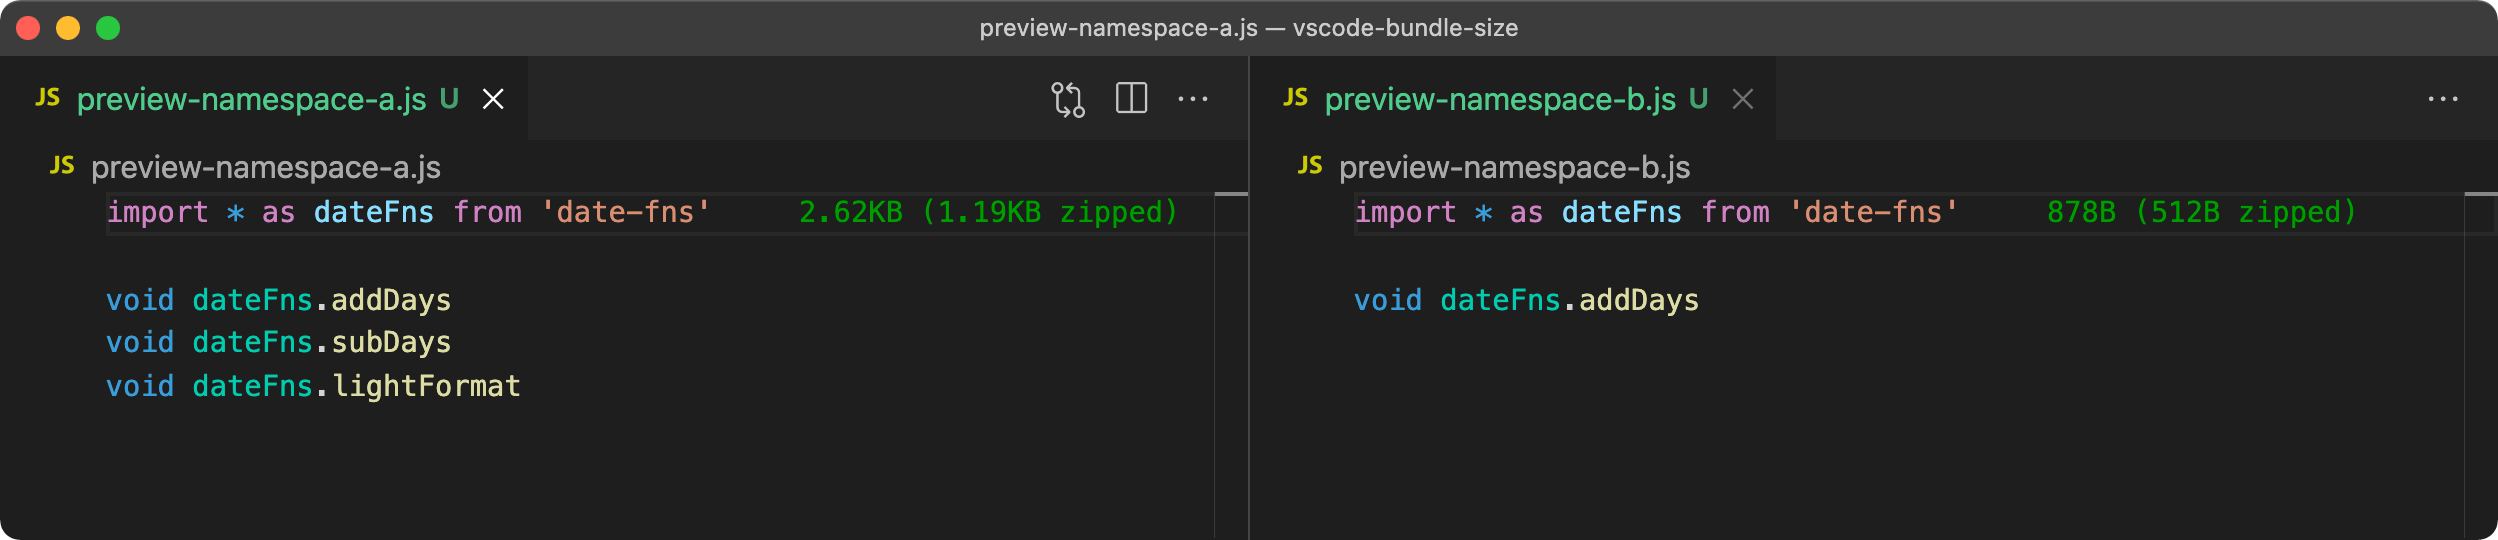 preview-namespace-a.js — vscode-bundle-size
JS preview-namespace-a.js U
JS preview-namespace-a.js
import * as dateFns from 'date-fns' 2.62KB (1.19KB zipped)
void dateFns.addDays
void dateFns.subDays
void dateFns.lightFormat
JS preview-namespace-b.js U
JS preview-namespace-b.js
import * as dateFns from 'date-fns' 878B (512B zipped)
void dateFns.addDays